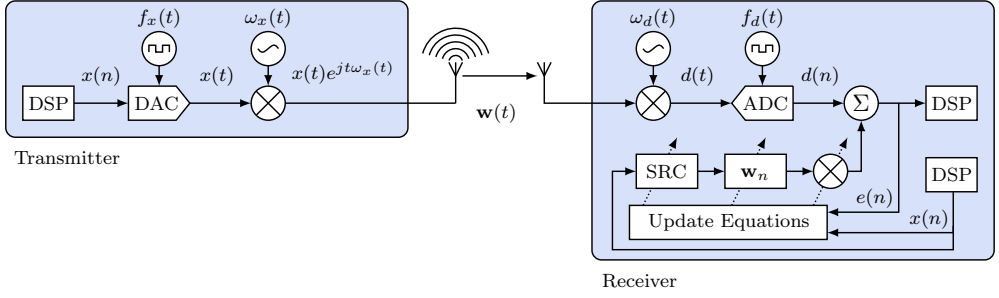 f_x(t) ω_x(t) ω_d(t) f_d(t)
x(n) x(t) x(t)e^{jtω_x(t)} d(t) d(n)
DSP DAC ADC Σ DSP
w(t)
Transmitter
SRC w_n DSP
e(n)
Update Equations x(n)
Receiver